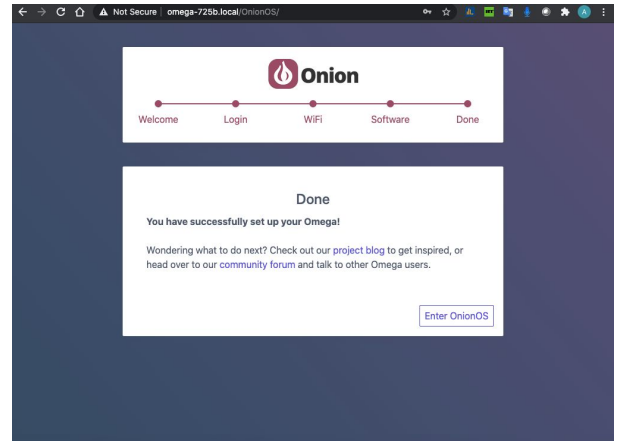 Not Secure omega-725b.local/OnionOS/
Onion
Welcome Login WiFi Software Done
Done
You have successfully set up your Omega!
Wondering what to do next? Check out our project blog to get inspired, or
head over to our community forum and talk to other Omega users.
Enter OnionOS